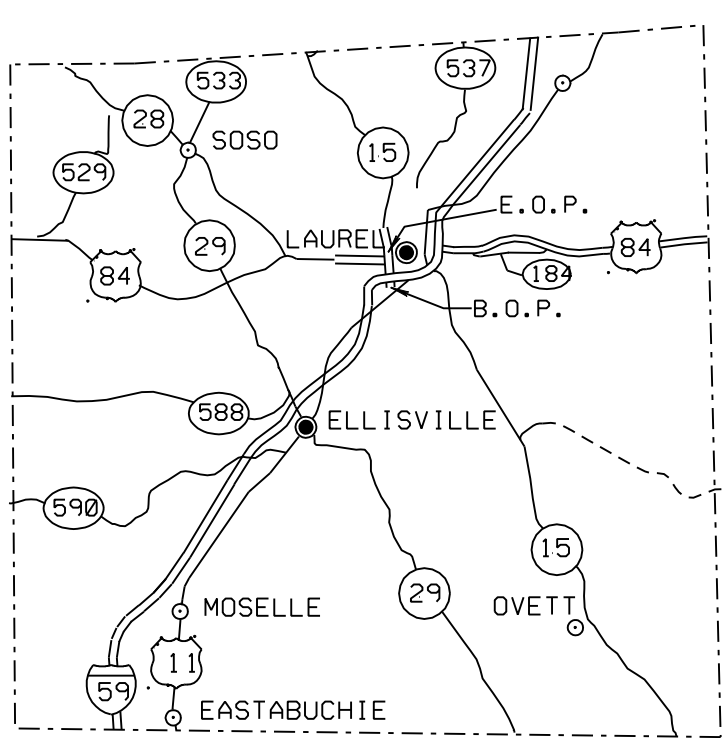 533
537
28
SOSO
15
529
E.O.P.
LAUREL
29
84
84
184
B.O.P.
588
ELLISVILLE
590
15
29
OVETT
MOSELLE
11
59
EASTABUCHIE